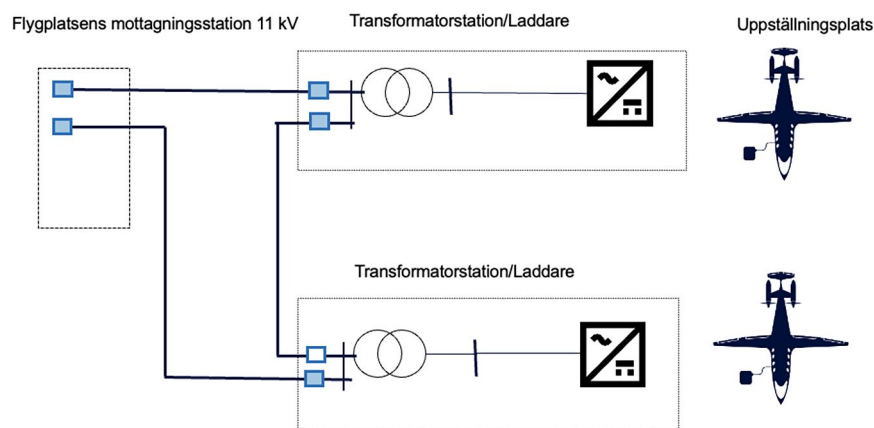 Flygplatsens mottagningsstation 11 kV
Transformatorstation/Laddare
Uppställningsplats
Transformatorstation/Laddare